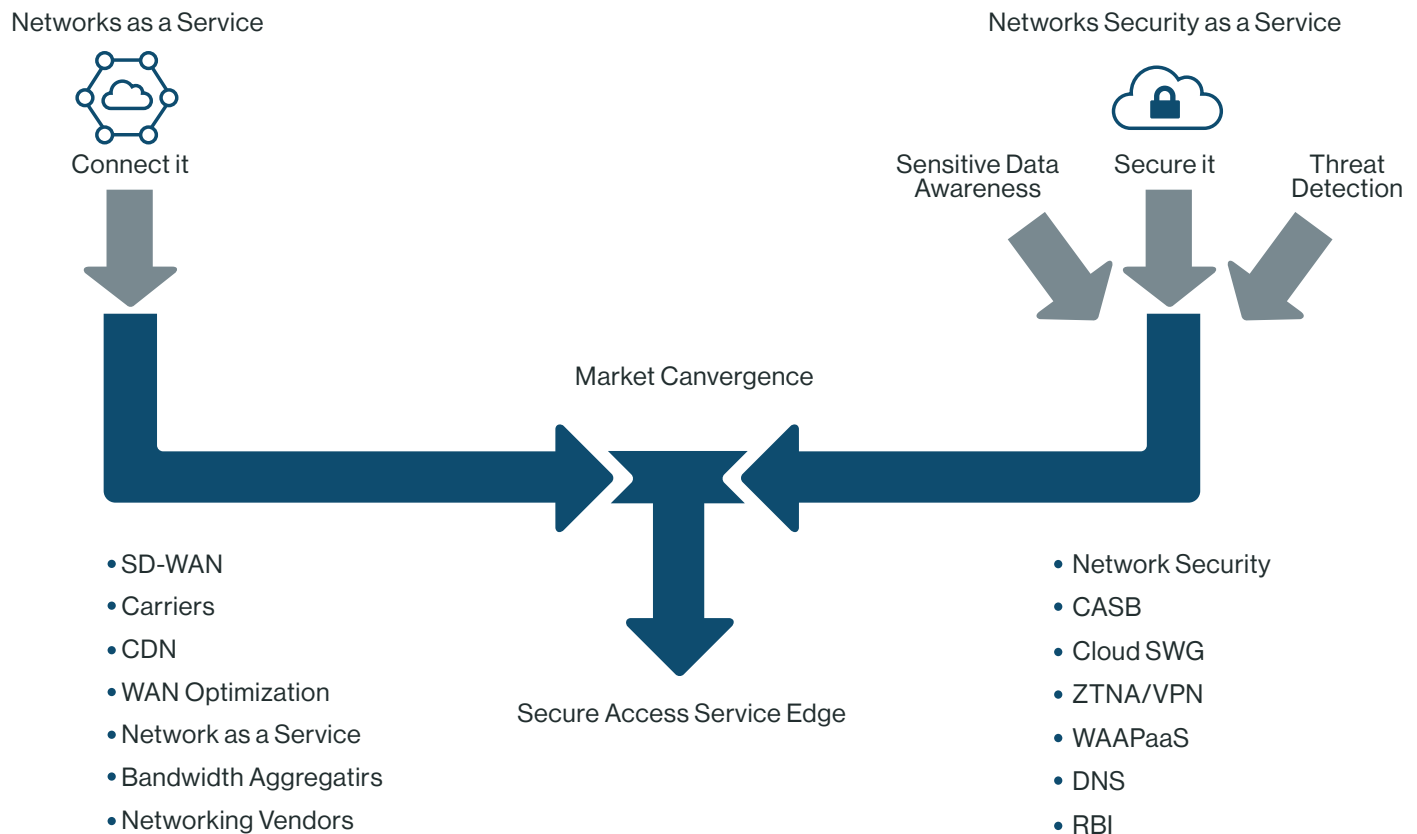 Networks as a Service
Connect it
Networks Security as a Service
Sensitive Data
Awareness
Secure it
Threat
Detection
Market Canvergence
• SD-WAN
• Carriers
• CDN
• WAN Optimization
• Network as a Service
• Bandwidth Aggregatirs
• Networking Vendors
Secure Access Service Edge
• Network Security
• CASB
• Cloud SWG
• ZTNA/VPN
• WAAPaaS
• DNS
• RBI